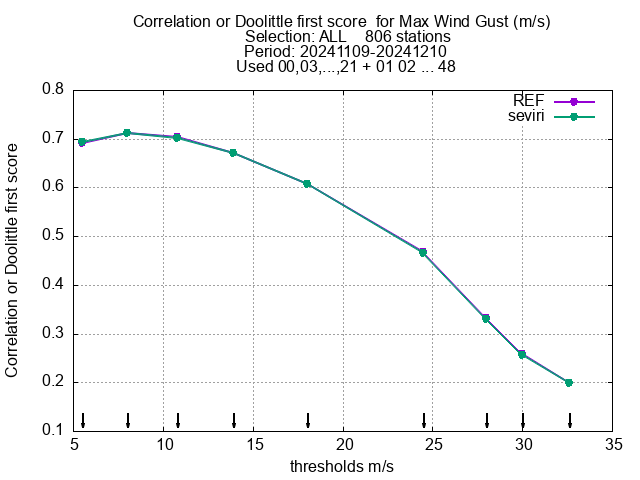 Correlation or Doolittle first score  for Max Wind Gust (m/s)
Selection: ALL    806 stations
Period: 20241109-20241210
Used 00,03,...,21 + 01 02 ... 48
REF
seviri
Correlation or Doolittle first score
0.8
0.7
0.6
0.5
0.4
0.3
0.2
0.1
5 10 15 20 25 30 35
thresholds m/s